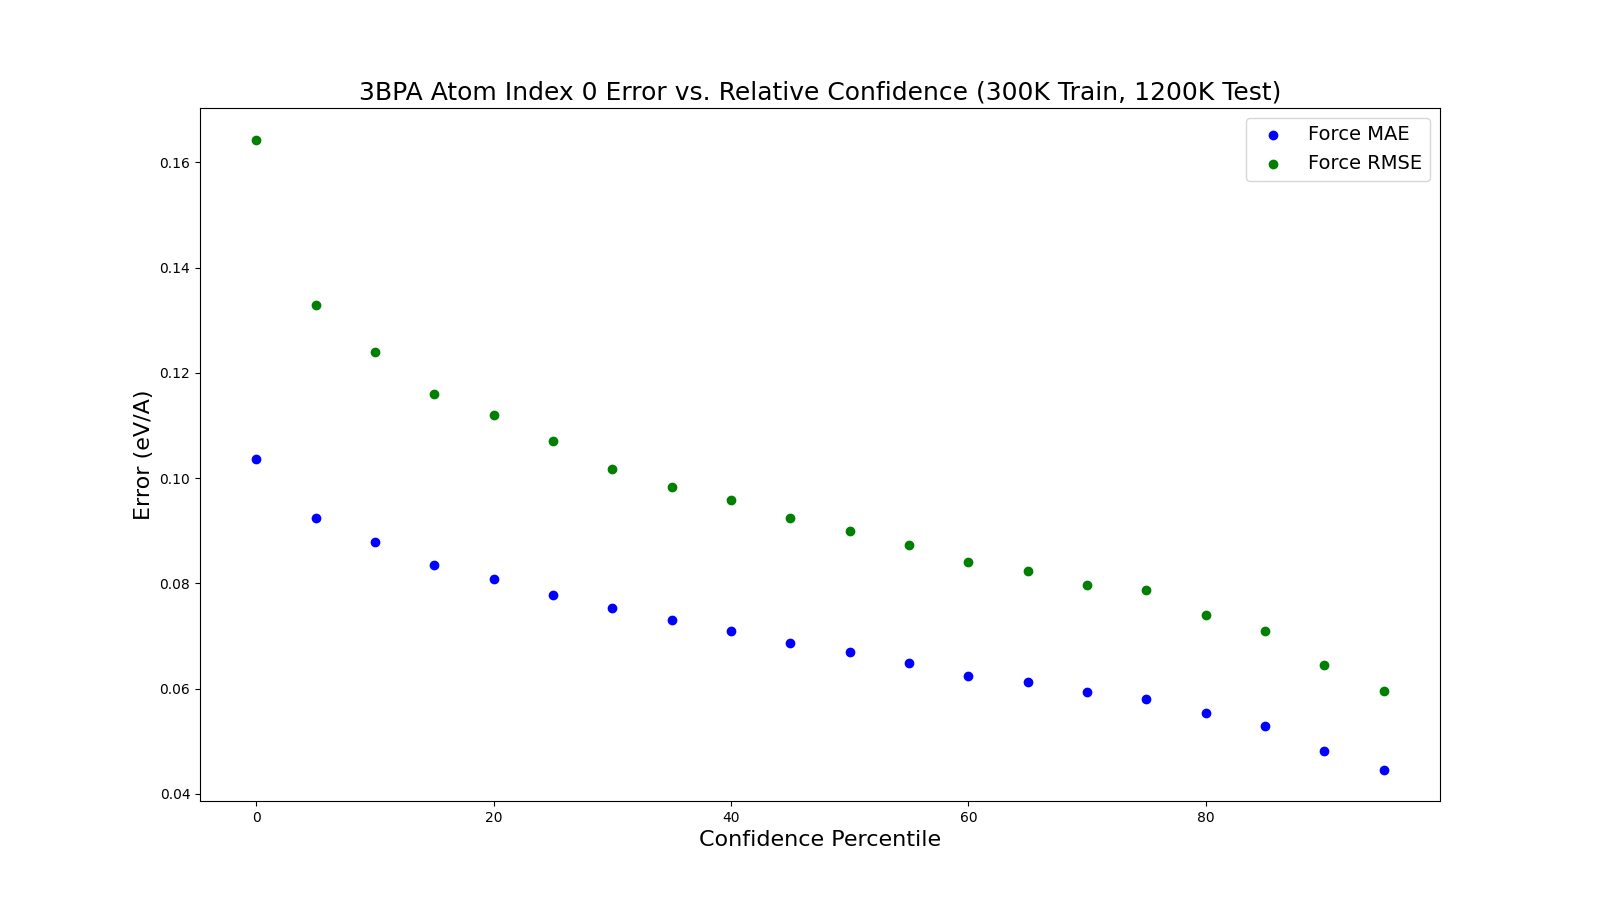 3BPA Atom Index 0 Error vs. Relative Confidence (300K Train, 1200K Test)
Force MAE
Force RMSE
0.16
0.14
0.12
0.10
0.08
0.06
0.04
Error (eV/A)
0 20 40 60 80
Confidence Percentile